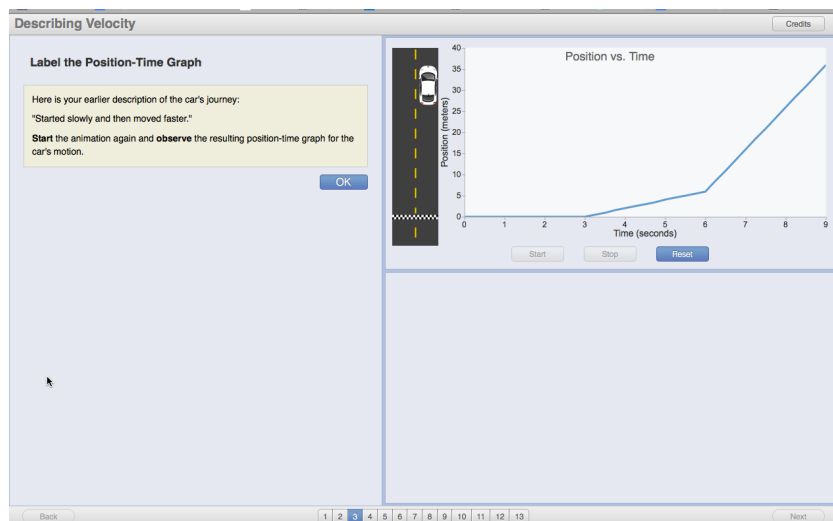 Describing Velocity
Credits
Label the Position-Time Graph
Here is your earlier description of the car's journey:
"Started slowly and then moved faster."
Start the animation again and observe the resulting position-time graph for the
car's motion.
OK
Position vs. Time
Position (meters)
40
35
30
25
20
15
10
5
0
0 1 2 3 4 5 6 7 8 9
Time (seconds)
Start Stop Reset
Back 1 2 3 4 5 6 7 8 9 10 11 12 13 Next